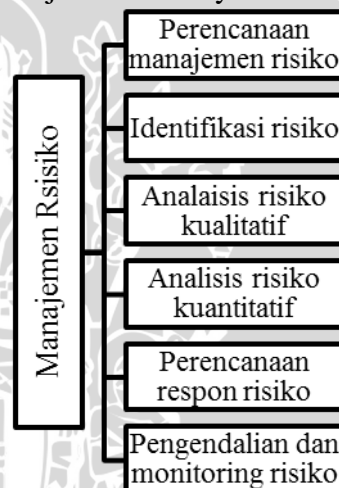 Perencanaan
manajemen risiko
Identifikasi risiko
Analaisis risiko
kualitatif
Manajemen Rsisiko
Analisis risiko
kuantitatif
Perencanaan
respon risiko
Pengendalian dan
monitoring risiko